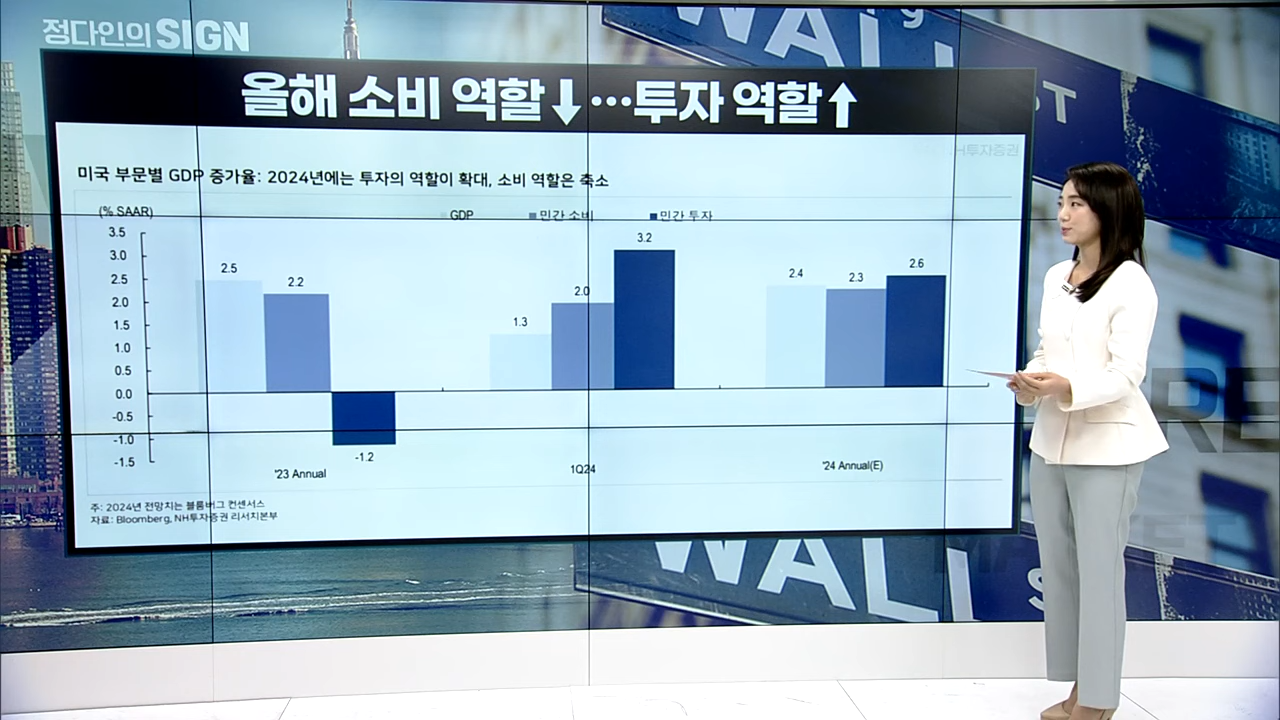 정다인의 SIGN
올해 소비 역할↓…투자 역할↑
NH투자증권
미국 부문별 GDP 증가율: 2024년에는 투자의 역할이 확대, 소비 역할은 축소
(% SAAR)
GDP 민간 소비 민간 투자
3.5
3.0
2.5
2.0
1.5
1.0
0.5
0.0
-0.5
-1.0
-1.5
2.5 2.2 -1.2
1.3 2.0 3.2
2.4 2.3 2.6
'23 Annual 1Q24 '24 Annual(E)
주: 2024년 전망치는 블룸버그 컨센서스
자료: Bloomberg, NH투자증권 리서치본부
WALL
ST
WALL